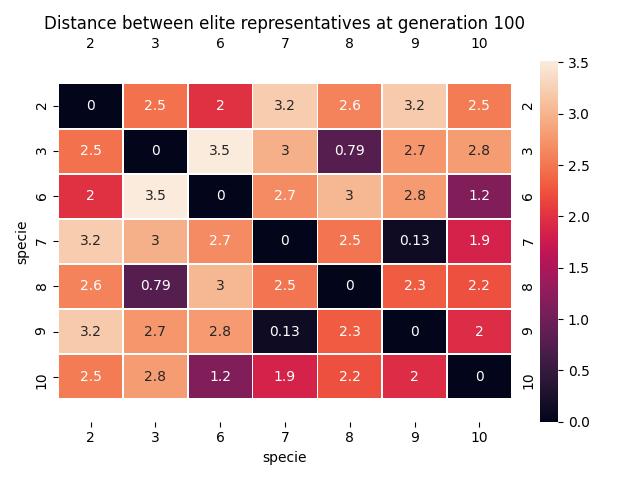 Distance between elite representatives at generation 100
2 3 6 7 8 9 10
2 0 2.5 2 3.2 2.6 3.2 2.5 2
3 2.5 0 3.5 3 0.79 2.7 2.8 3
6 2 3.5 0 2.7 3 2.8 1.2 6
7 3.2 3 2.7 0 2.5 0.13 1.9 7
8 2.6 0.79 3 2.5 0 2.3 2.2 8
9 3.2 2.7 2.8 0.13 2.3 0 2 9
10 2.5 2.8 1.2 1.9 2.2 2 0 10
2 3 6 7 8 9 10
specie
specie
3.5
3.0
2.5
2.0
1.5
1.0
0.5
0.0